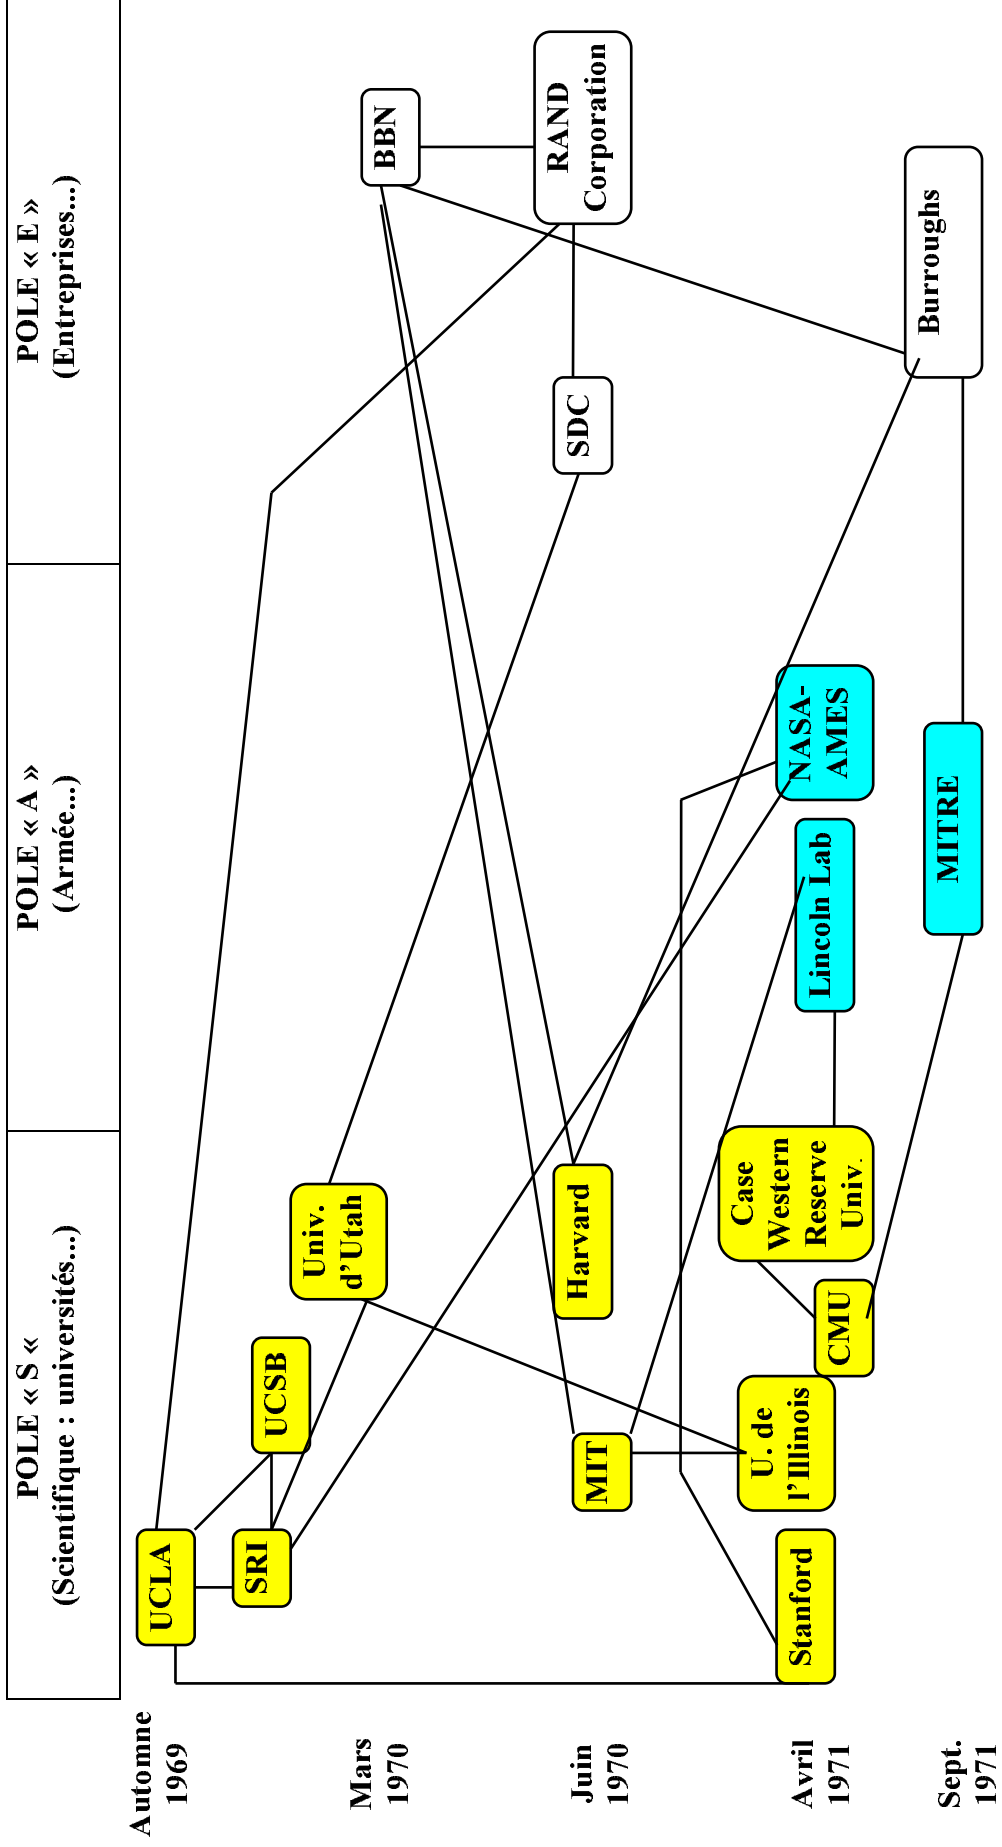 POLE « S «
(Scientifique : universités...)
POLE « A »
(Armée...)
POLE « E »
(Entreprises...)
Automne
1969
UCLA
SRI
UCSB
Mars
1970
Univ.
d’Utah
BBN
Juin
1970
MIT
Harvard
SDC
RAND
Corporation
Avril
1971
Stanford
U. de
l’Illinois
CMU
Case
Western
Reserve
Univ.
Lincoln Lab
NASA-
AMES
Sept.
1971
MITRE
Burroughs